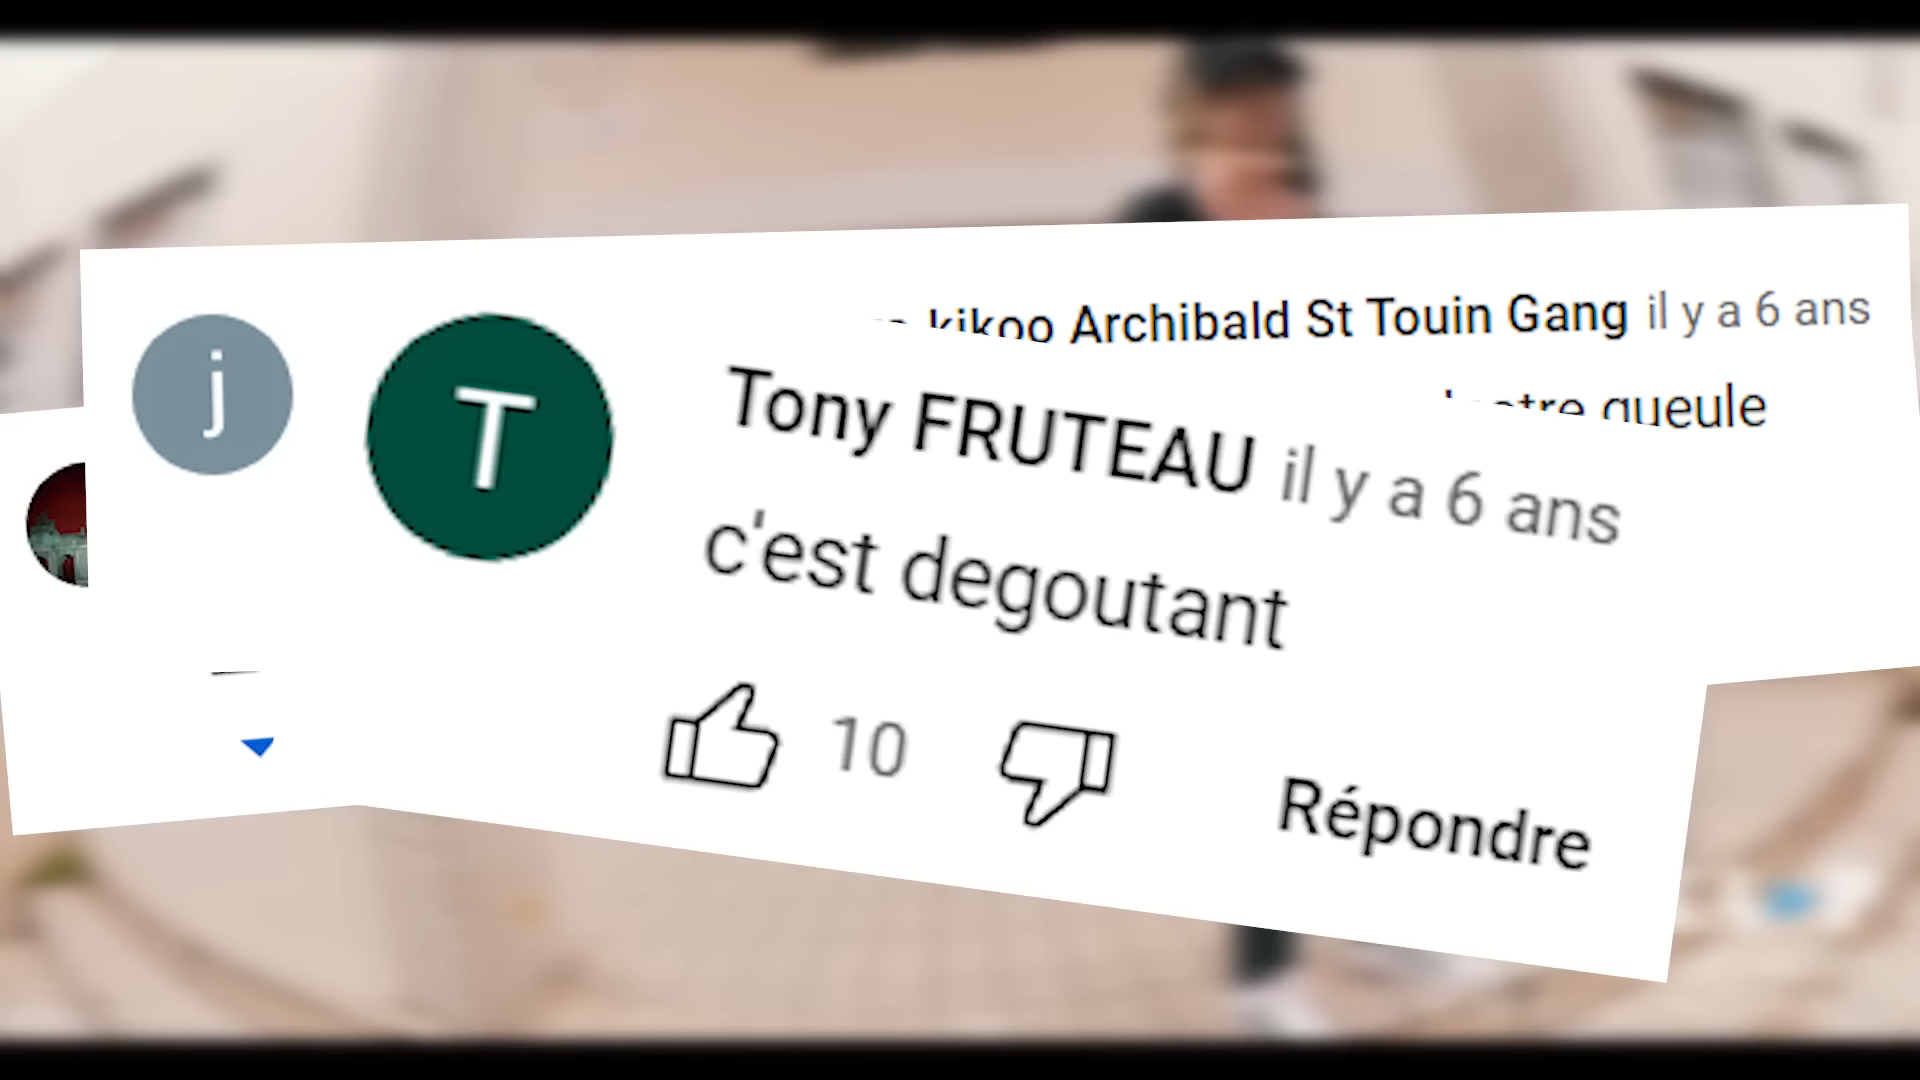 kikoo Archibald St Touin Gang il y a 6 ans
gueule
j
T
Tony FRUTEAU il y a 6 ans
c'est degoutant
10
Répondre